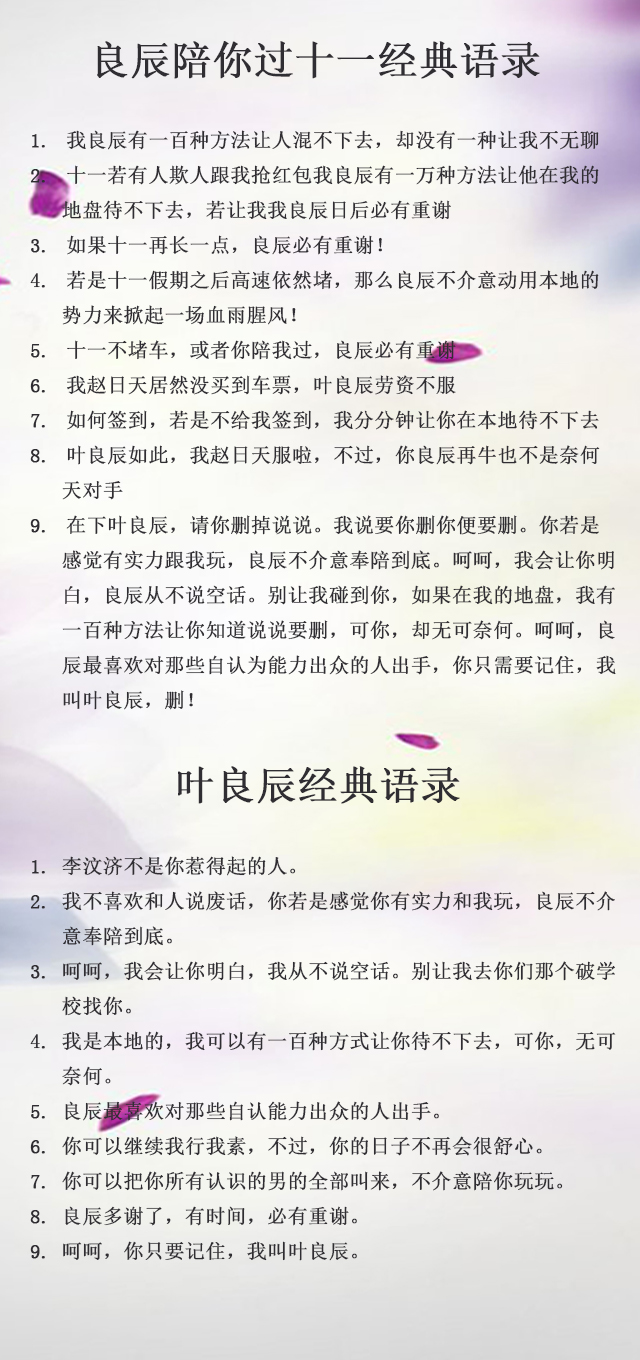 良辰陪你过十一经典语录
1. 我良辰有一百种方法让人混不下去，却没有一种让我不无聊
2. 十一若有人欺人跟我抢红包我良辰有一万种方法让他在我的
地盘待不下去，若让我我良辰日后必有重谢
3. 如果十一再长一点，良辰必有重谢！
4. 若是十一假期之后高速依然堵，那么良辰不介意动用本地的
势力来掀起一场血雨腥风！
5. 十一不堵车，或者你陪我过，良辰必有重谢
6. 我赵日天居然没买到车票，叶良辰劳资不服
7. 如何签到，若是不给我签到，我分分钟让你在本地待不下去
8. 叶良辰如此，我赵日天服啦，不过，你良辰再牛也不是奈何
天对手
9. 在下叶良辰，请你删掉说说。我说要你删你便要删。你若是
感觉有实力跟我玩，良辰不介意奉陪到底。呵呵，我会让你明
白，良辰从不说空话。别让我碰到你，如果在我的地盘，我有
一百种方法让你知道说说要删，可你，却无可奈何。呵呵，良
辰最喜欢对那些自认为能力出众的人出手，你只需要记住，我
叫叶良辰，删！
叶良辰经典语录
1. 李汶济不是你惹得起的人。
2. 我不喜欢和人说废话，你若是感觉你有实力和我玩，良辰不介
意奉陪到底。
3. 呵呵，我会让你明白，我从不说空话。别让我去你们那个破学
校找你。
4. 我是本地的，我可以有一百种方式让你待不下去，可你，无可
奈何。
5. 良辰最喜欢对那些自认能力出众的人出手。
6. 你可以继续我行我素，不过，你的日子不再会很舒心。
7. 你可以把你所有认识的男的全部叫来，不介意陪你玩玩。
8. 良辰多谢了，有时间，必有重谢。
9. 呵呵，你只要记住，我叫叶良辰。